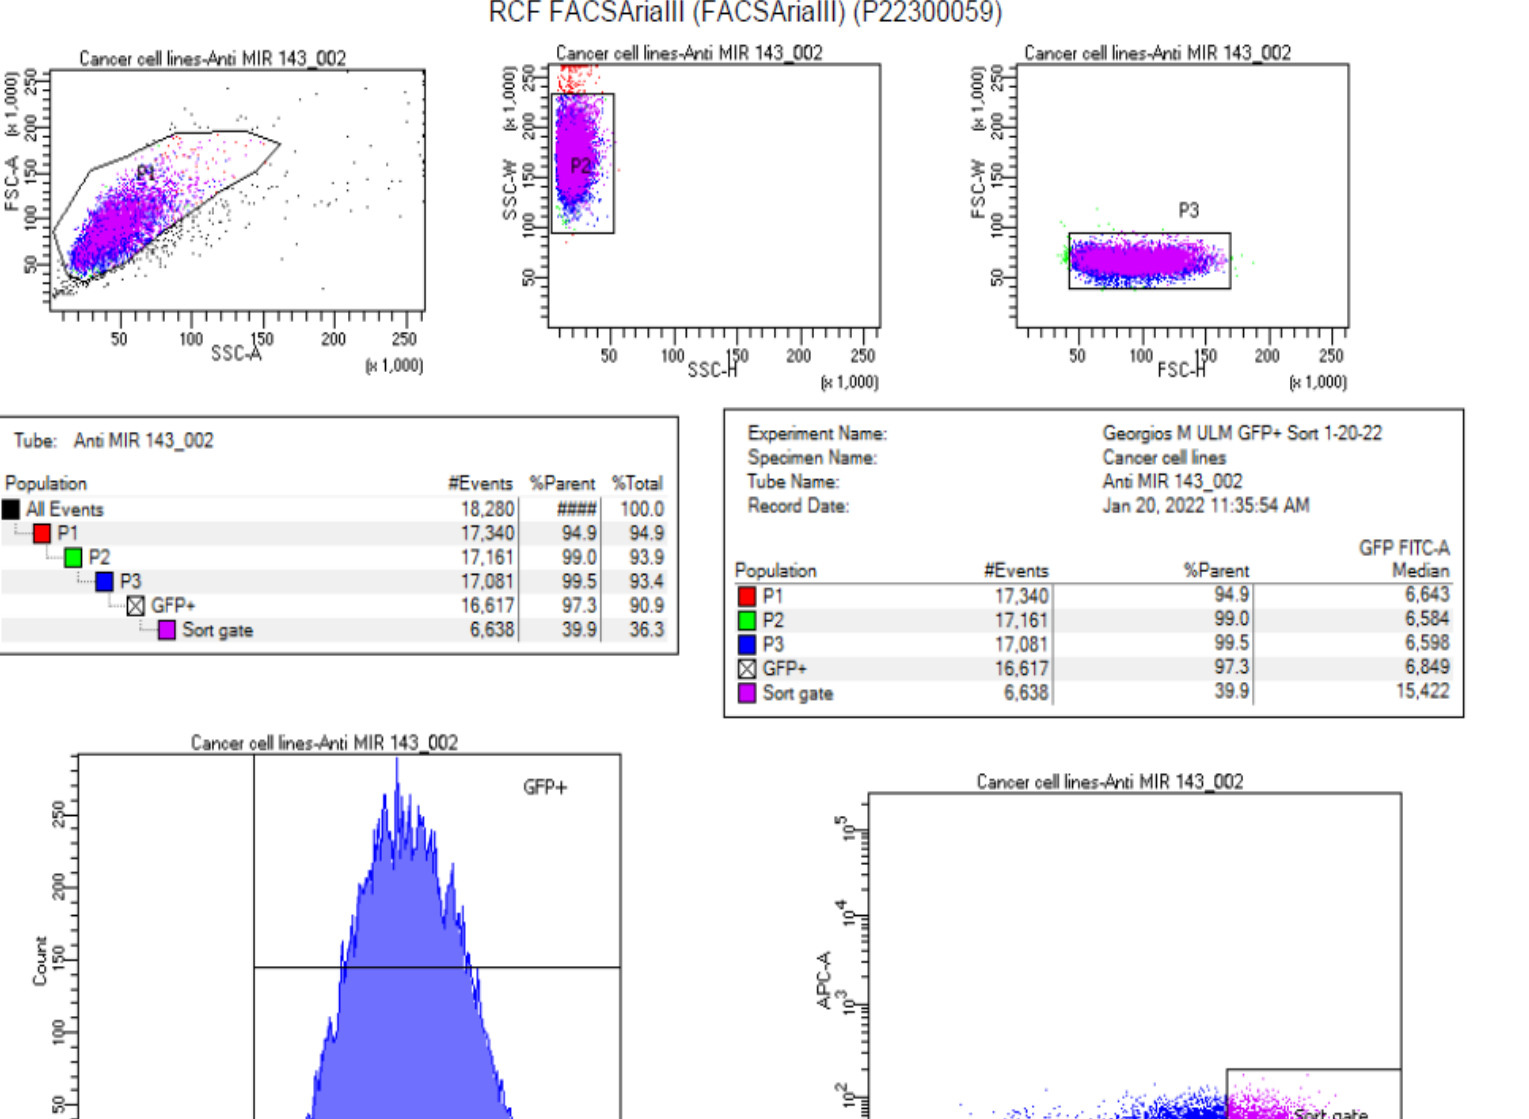 RCF FACSAriaIII (FACSAriaIII) (P22300059)
Cancer cell lines-Anti MIR 143_002
FSC-A (x 1,000)
50 100 150 200 250
P1
50 100 150 200 250
SSC-A
(x 1,000)
Cancer cell lines-Anti MIR 143_002
SSC-W (x 1,000)
50 100 150 200 250
P2
50 100 150 200 250
SSC-H
(x 1,000)
Cancer cell lines-Anti MIR 143_002
FSC-W (x 1,000)
50 100 150 200 250
P3
50 100 150 200 250
FSC-H
(x 1,000)
Tube: Anti MIR 143_002
Population #Events %Parent %Total
All Events 18,280 #### 100.0
P1 17,340 94.9 94.9
P2 17,161 99.0 93.9
P3 17,081 99.5 93.4
GFP+ 16,617 97.3 90.9
Sort gate 6,638 39.9 36.3
Experiment Name: Georgios M ULM GFP+ Sort 1-20-22
Specimen Name: Cancer cell lines
Tube Name: Anti MIR 143_002
Record Date: Jan 20, 2022 11:35:54 AM
GFP FITC-A
Population #Events %Parent Median
P1 17,340 94.9 6,643
P2 17,161 99.0 6,584
P3 17,081 99.5 6,598
GFP+ 16,617 97.3 6,849
Sort gate 6,638 39.9 15,422
Cancer cell lines-Anti MIR 143_002
GFP+
Count
50 100 150 200 250
Cancer cell lines-Anti MIR 143_002
APC-A
10^2 10^3 10^4 10^5
Sort gate